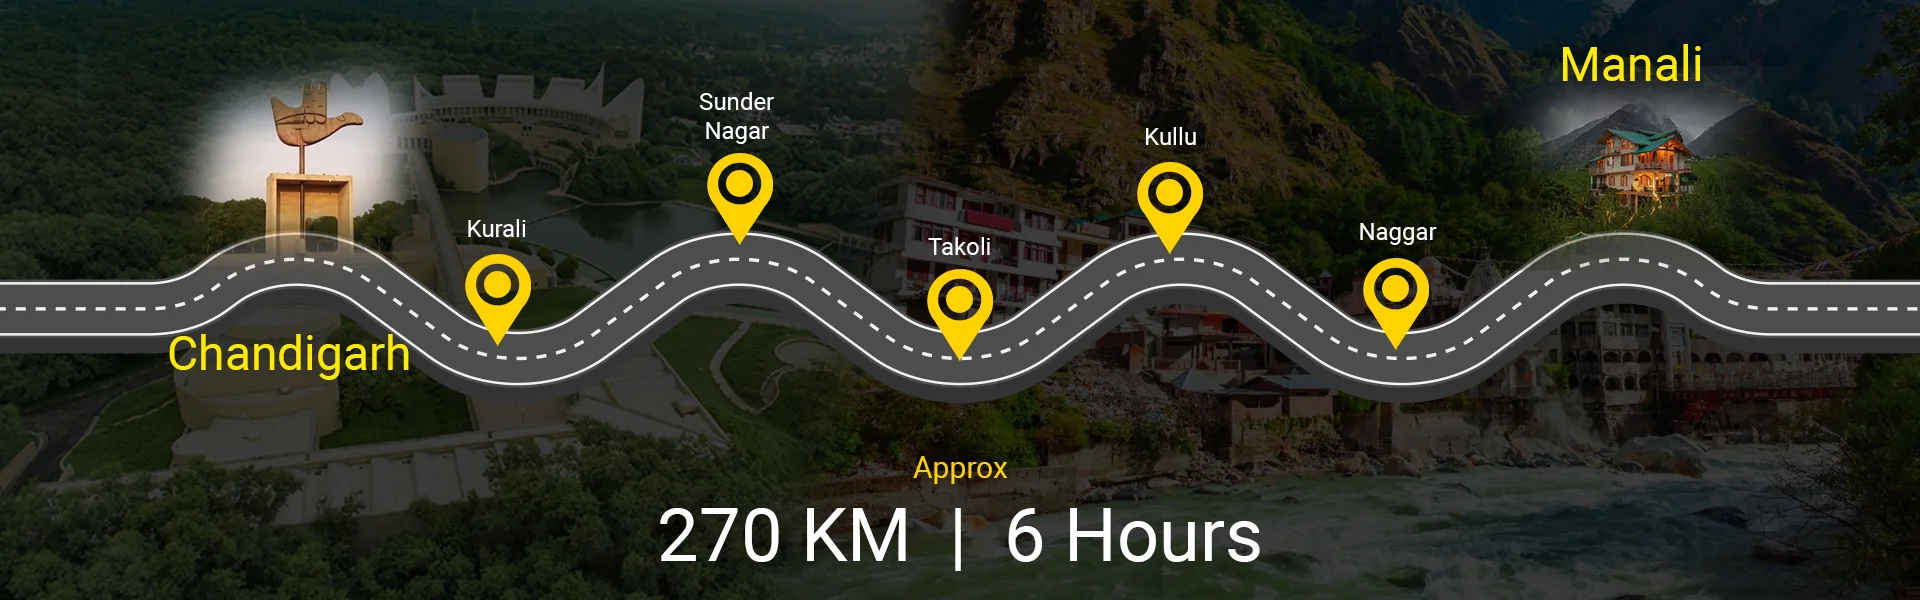 Manali
Sunder
Nagar
Kullu
Kurali
Takoli
Naggar
Chandigarh
Approx
270 KM | 6 Hours